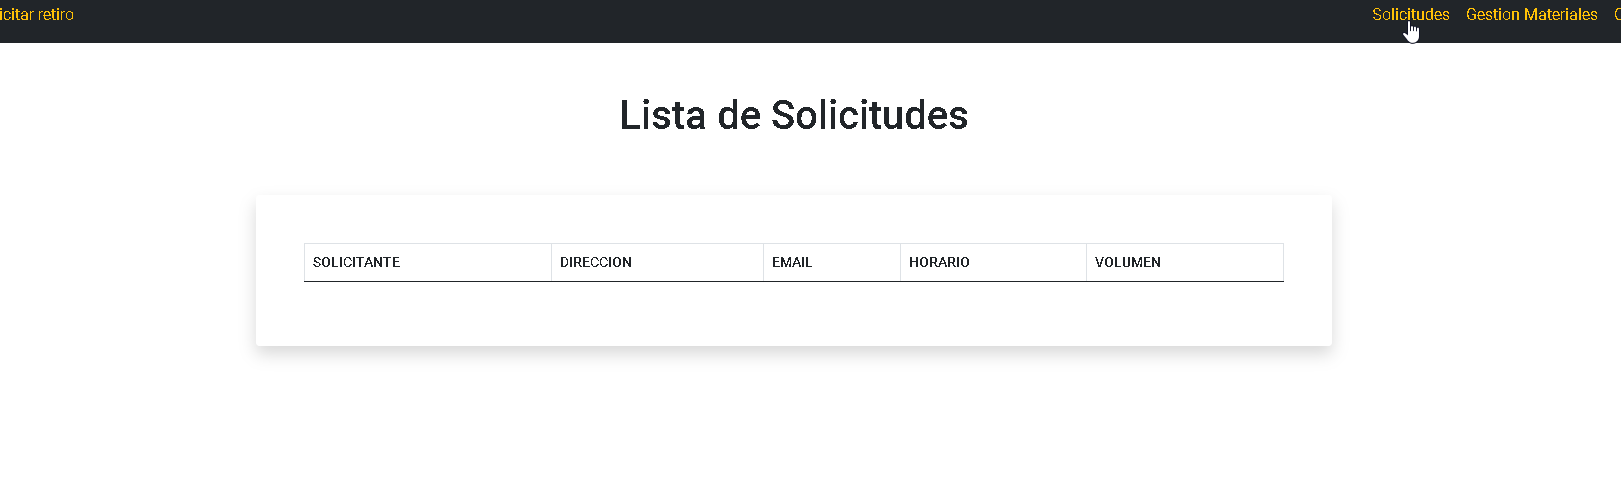 icitar retiro
Solicitudes
Gestion Materiales
Lista de Solicitudes
SOLICITANTE
DIRECCION
EMAIL
HORARIO
VOLUMEN